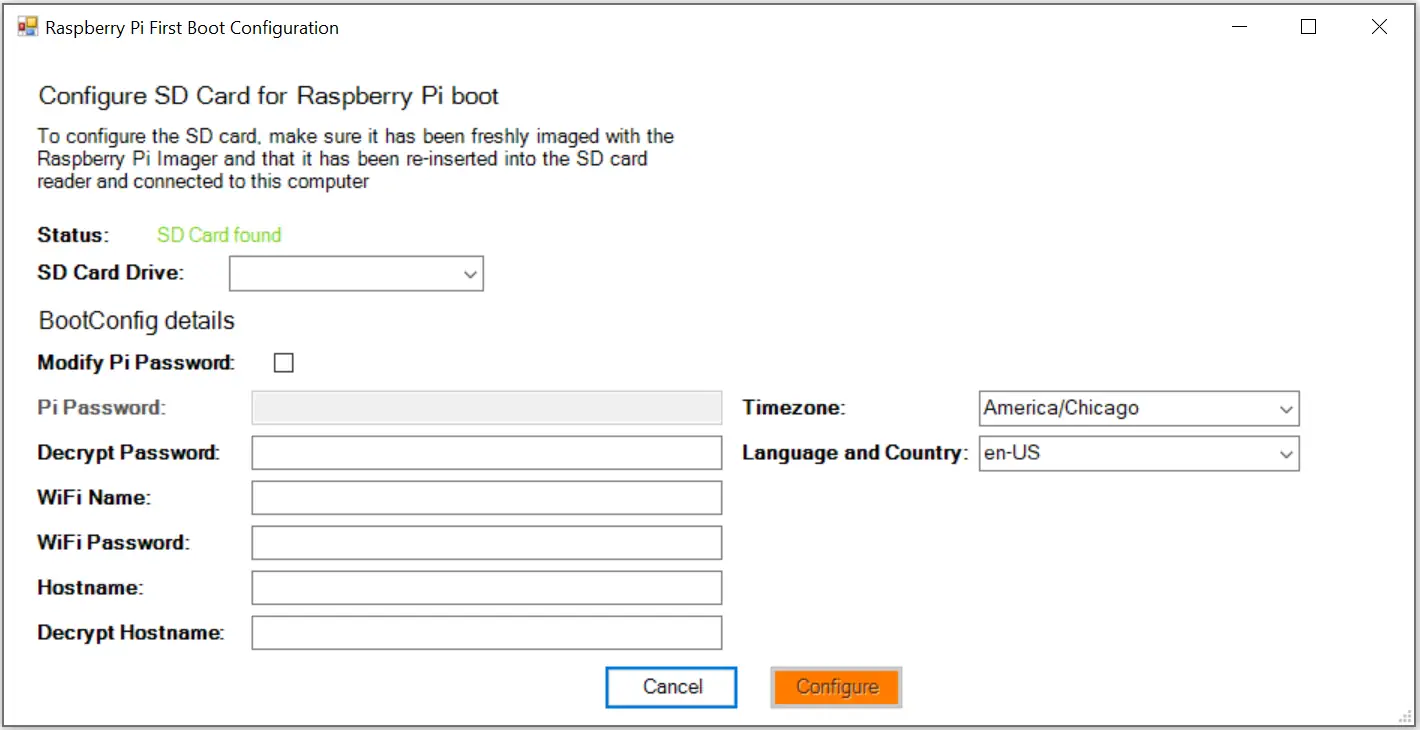 Raspberry Pi First Boot Configuration
Configure SD Card for Raspberry Pi boot
To configure the SD card, make sure it has been freshly imaged with the
Raspberry Pi Imager and that it has been re-inserted into the SD card
reader and connected to this computer
Status: SD Card found
SD Card Drive:
BootConfig details
Modify Pi Password:
Pi Password: Timezone: America/Chicago
Decrypt Password: Language and Country: en-US
WiFi Name:
WiFi Password:
Hostname:
Decrypt Hostname:
Cancel Configure